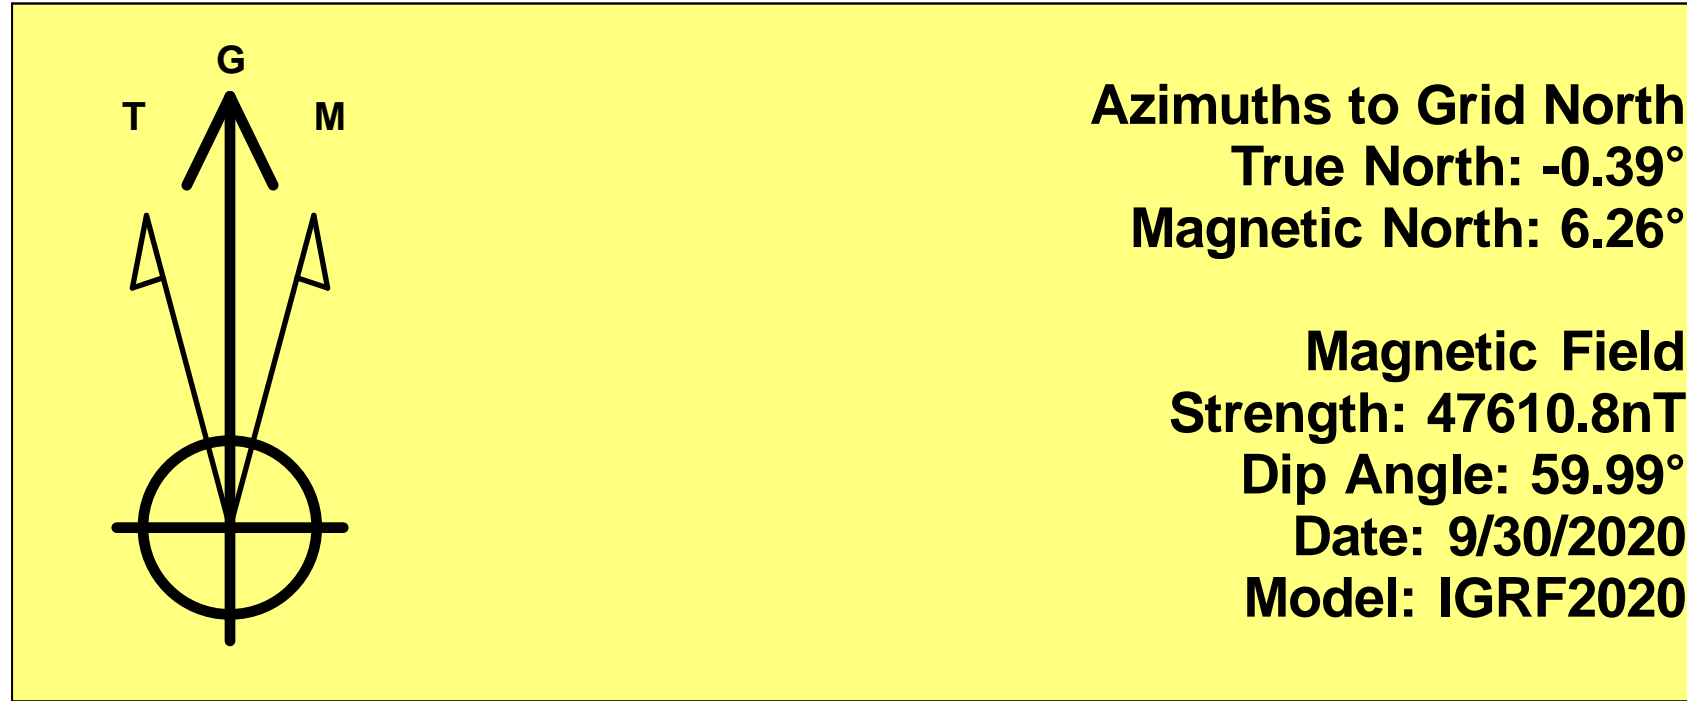 G
T M
Azimuths to Grid North
True North: -0.39°
Magnetic North: 6.26°
Magnetic Field
Strength: 47610.8nT
Dip Angle: 59.99°
Date: 9/30/2020
Model: IGRF2020